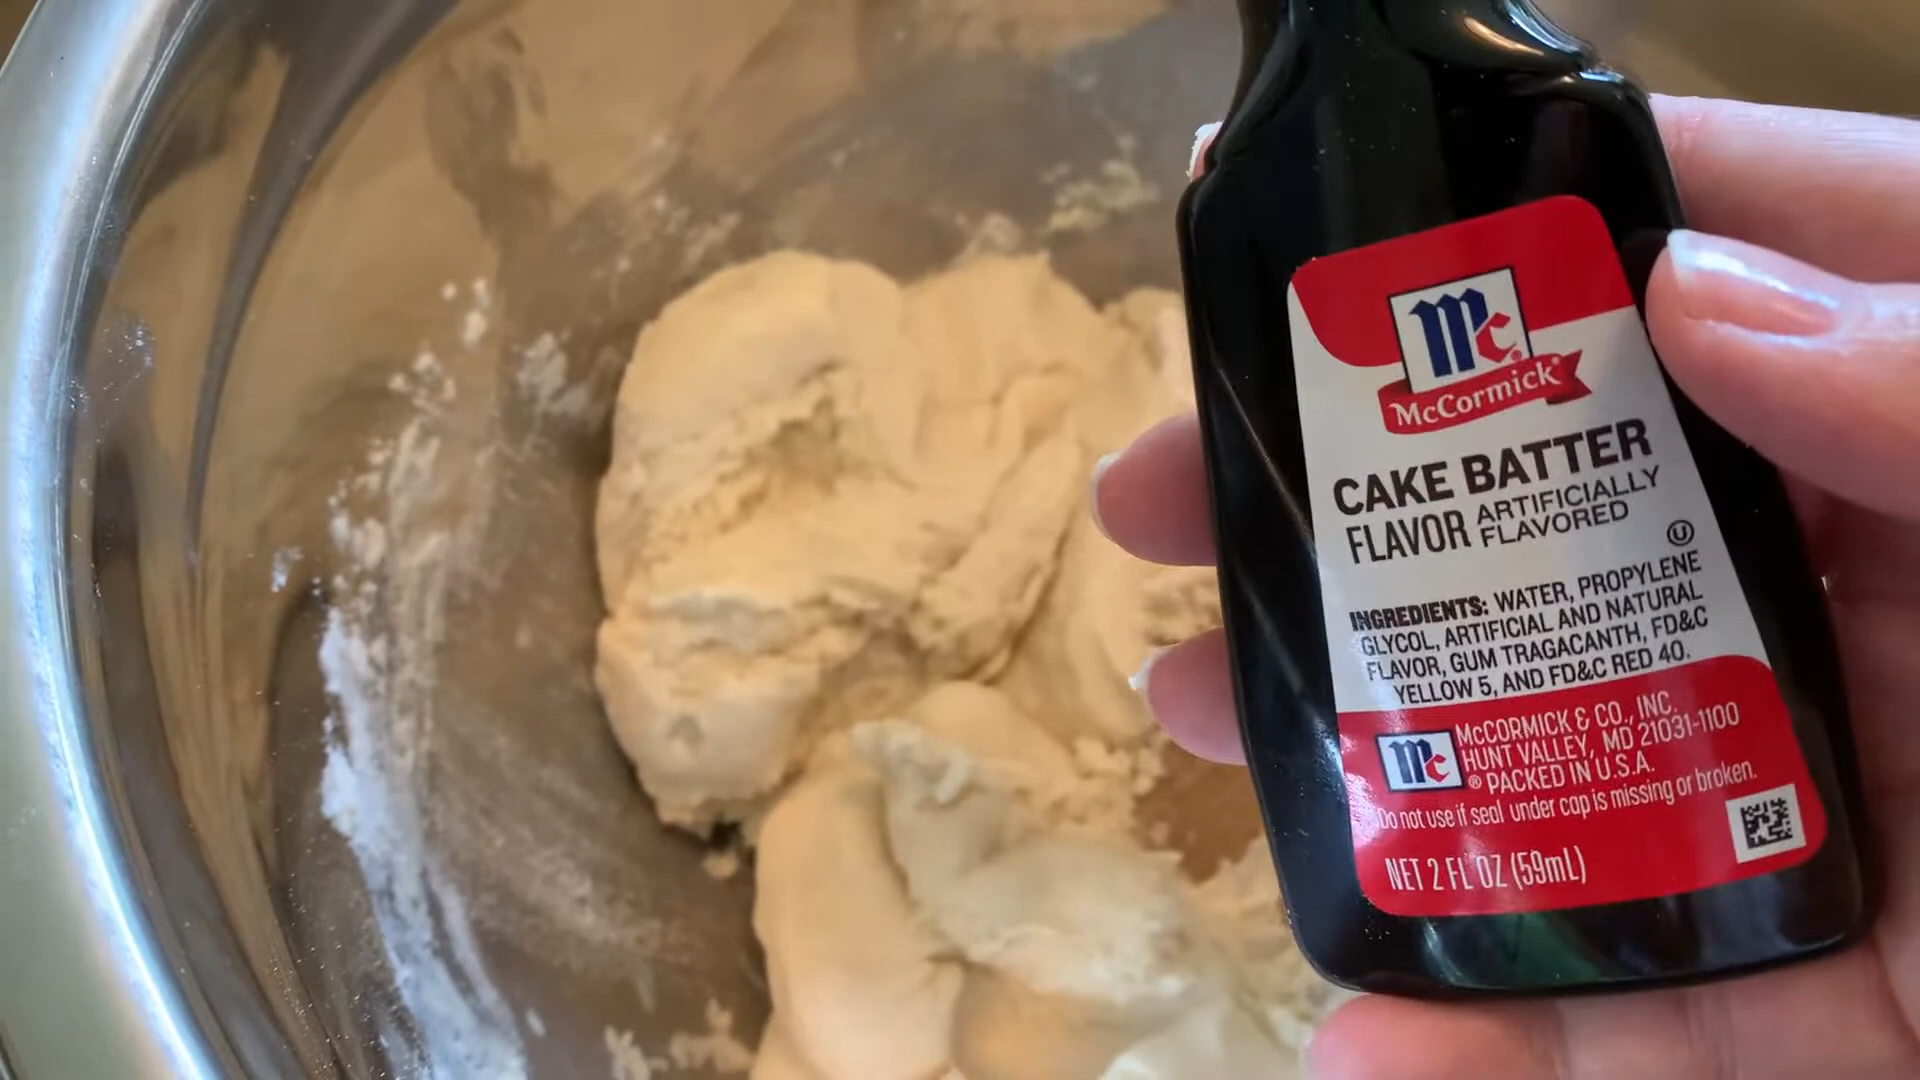 Mc®
McCormick
CAKE BATTER
FLAVOR ARTIFICIALLY FLAVORED
U
INGREDIENTS: WATER, PROPYLENE
GLYCOL, ARTIFICIAL AND NATURAL
FLAVOR, GUM TRAGACANTH, FD&C
YELLOW 5, AND FD&C RED 40.
Mc
McCORMICK & CO., INC.
HUNT VALLEY, MD 21031-1100
® PACKED IN U.S.A.
Do not use if seal under cap is missing or broken.
NET 2 FL OZ (59mL)